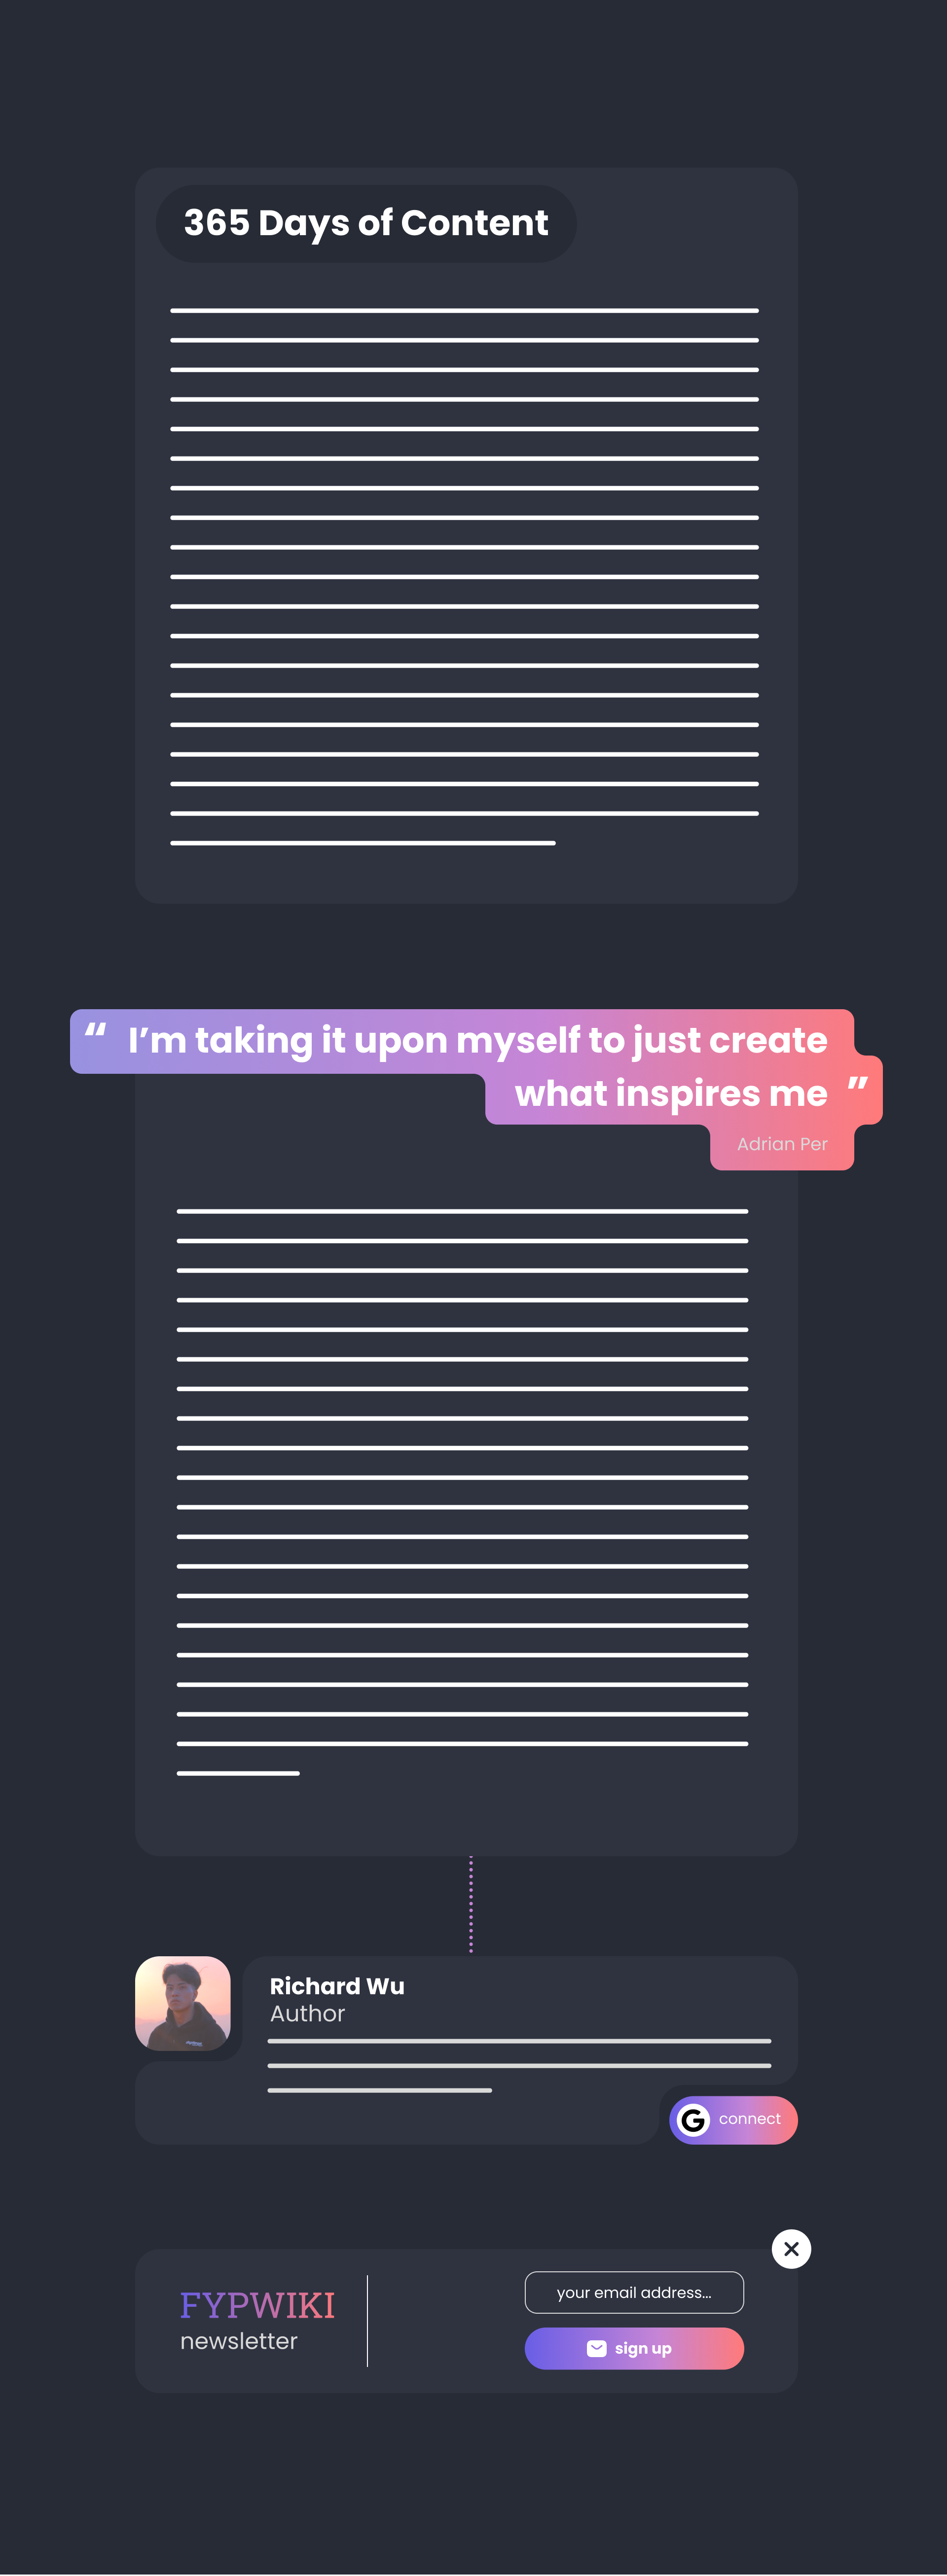 365 Days of Content
“ I’m taking it upon myself to just create
what inspires me ”
Adrian Per
Richard Wu
Author
G connect
FYPWIKI
newsletter
your email address...
sign up